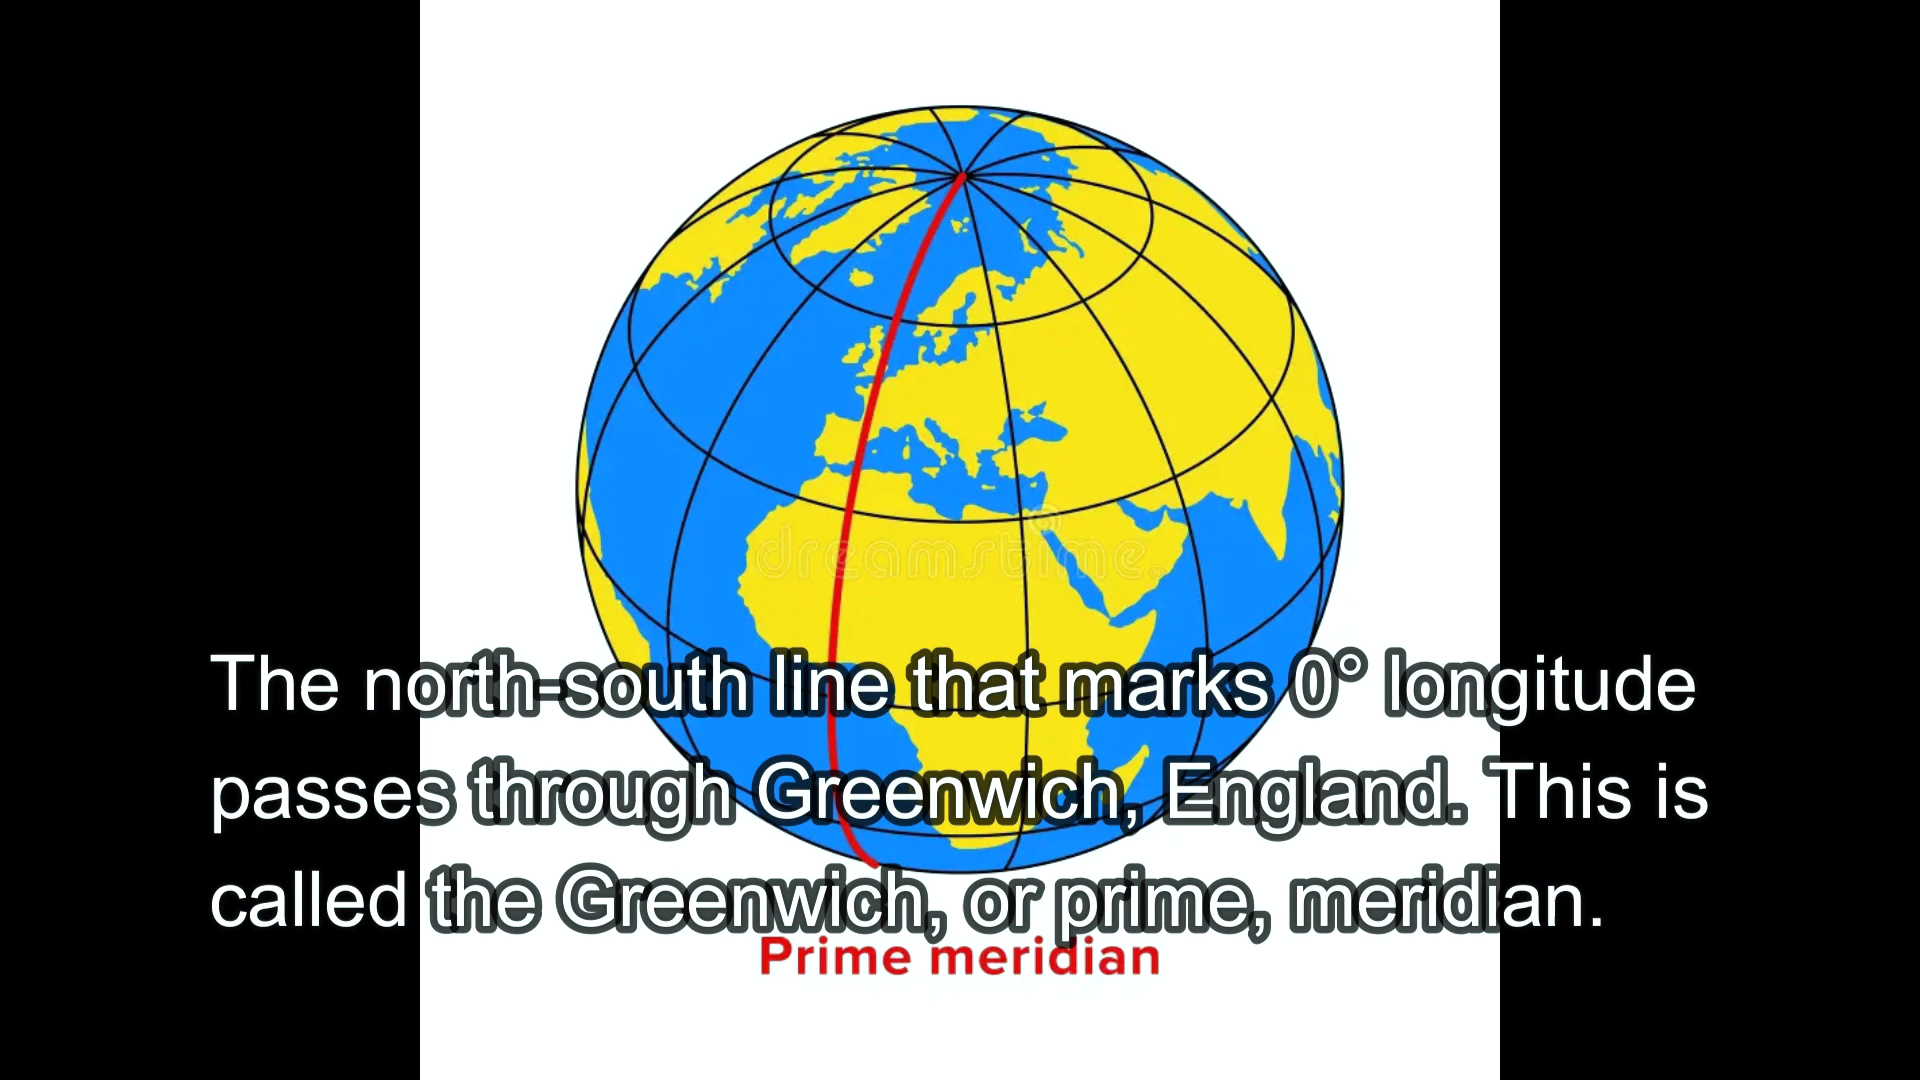 dreamstime
The north-south line that marks 0° longitude
passes through Greenwich, England. This is
called the Greenwich, or prime, meridian.
Prime meridian